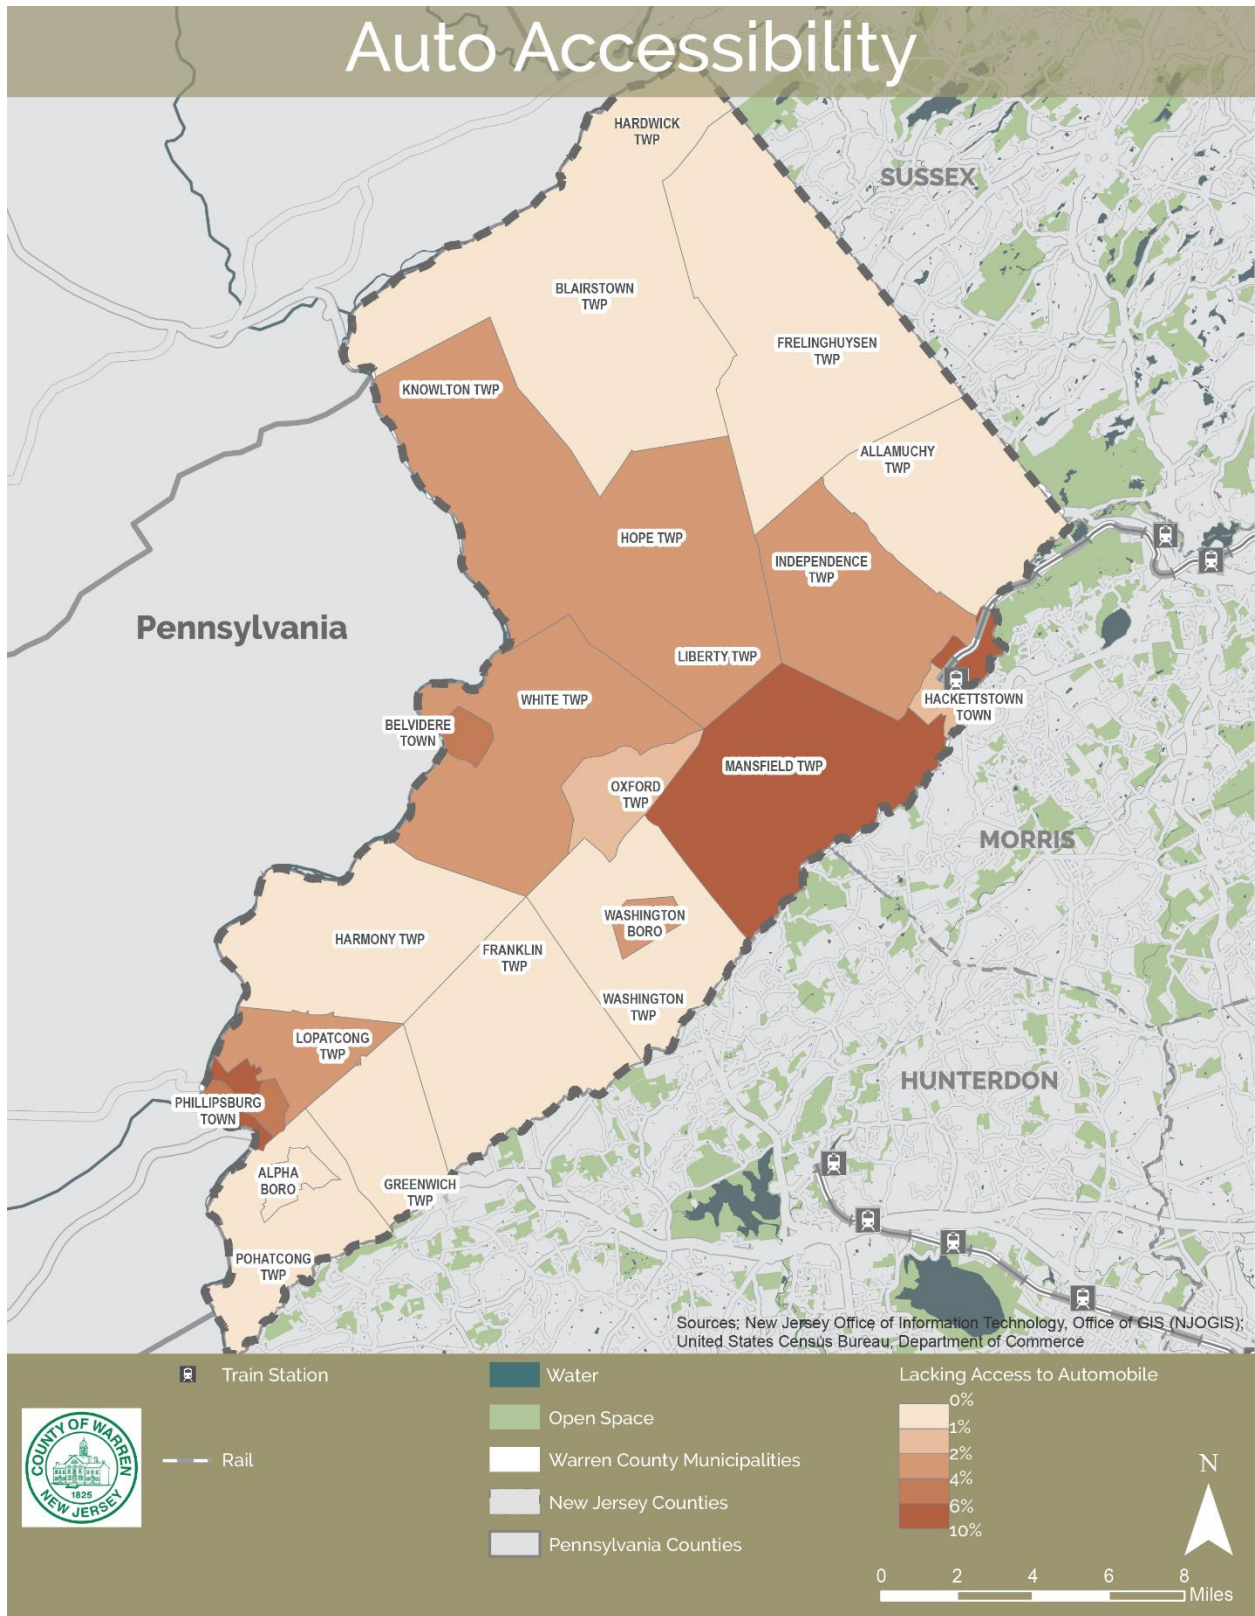 Auto Accessibility
HARDWICK
TWP
SUSSEX
BLAIRSTOWN
TWP
FRELINGHUYSEN
TWP
KNOWLTON TWP
ALLAMUCHY
TWP
HOPE TWP
INDEPENDENCE
TWP
Pennsylvania
LIBERTY TWP
WHITE TWP
HACKETTSTOWN
TOWN
BELVIDERE
TOWN
MANSFIELD TWP
OXFORD
TWP
MORRIS
WASHINGTON
BORO
HARMONY TWP
FRANKLIN
TWP
WASHINGTON
TWP
LOPATCONG
TWP
HUNTERDON
PHILLIPSBURG
TOWN
ALPHA
BORO
GREENWICH
TWP
POHATCONG
TWP
Sources; New Jersey Office of Information Technology, Office of GIS (NJOGIS);
United States Census Bureau, Department of Commerce
Train Station
Rail
COUNTY OF WARREN
1825
NEW JERSEY
Water
Open Space
Warren County Municipalities
New Jersey Counties
Pennsylvania Counties
Lacking Access to Automobile
0%
1%
2%
4%
6%
10%
N
0 2 4 6 8
Miles